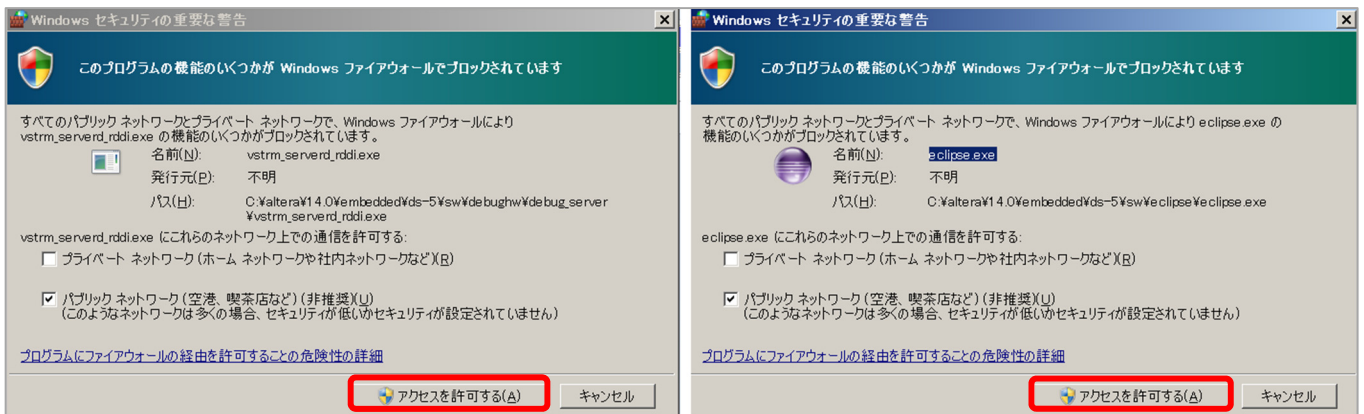 Windows セキュリティの重要な警告
このプログラムの機能のいくつかが Windows ファイアウォールでブロックされています
すべてのパブリック ネットワークとプライベート ネットワークで、Windows ファイアウォールにより
vstrm_serverd_rddi.exe の機能のいくつかがブロックされています。
名前(N): vstrm_serverd_rddi.exe
発行元(P): 不明
パス(H): C:¥altera¥14.0¥embedded¥ds-5¥sw¥debughw¥debug_server
¥vstrm_serverd_rddi.exe
vstrm_serverd_rddi.exe にこれらのネットワーク上での通信を許可する:
プライベート ネットワーク (ホーム ネットワークや社内ネットワークなど)(R)
パブリック ネットワーク (空港、喫茶店など) (非推奨)(U)
(このようなネットワークは多くの場合、セキュリティが低いかセキュリティが設定されていません)
プログラムにファイアウォールの経由を許可することの危険性の詳細
アクセスを許可する(A) キャンセル
Windows セキュリティの重要な警告
このプログラムの機能のいくつかが Windows ファイアウォールでブロックされています
すべてのパブリック ネットワークとプライベート ネットワークで、Windows ファイアウォールにより eclipse.exe の
機能のいくつかがブロックされています。
名前(N): eclipse.exe
発行元(P): 不明
パス(H): C:¥altera¥14.0¥embedded¥ds-5¥sw¥eclipse¥eclipse.exe
eclipse.exe にこれらのネットワーク上での通信を許可する:
プライベート ネットワーク (ホーム ネットワークや社内ネットワークなど)(R)
パブリック ネットワーク (空港、喫茶店など) (非推奨)(U)
(このようなネットワークは多くの場合、セキュリティが低いかセキュリティが設定されていません)
プログラムにファイアウォールの経由を許可することの危険性の詳細
アクセスを許可する(A) キャンセル